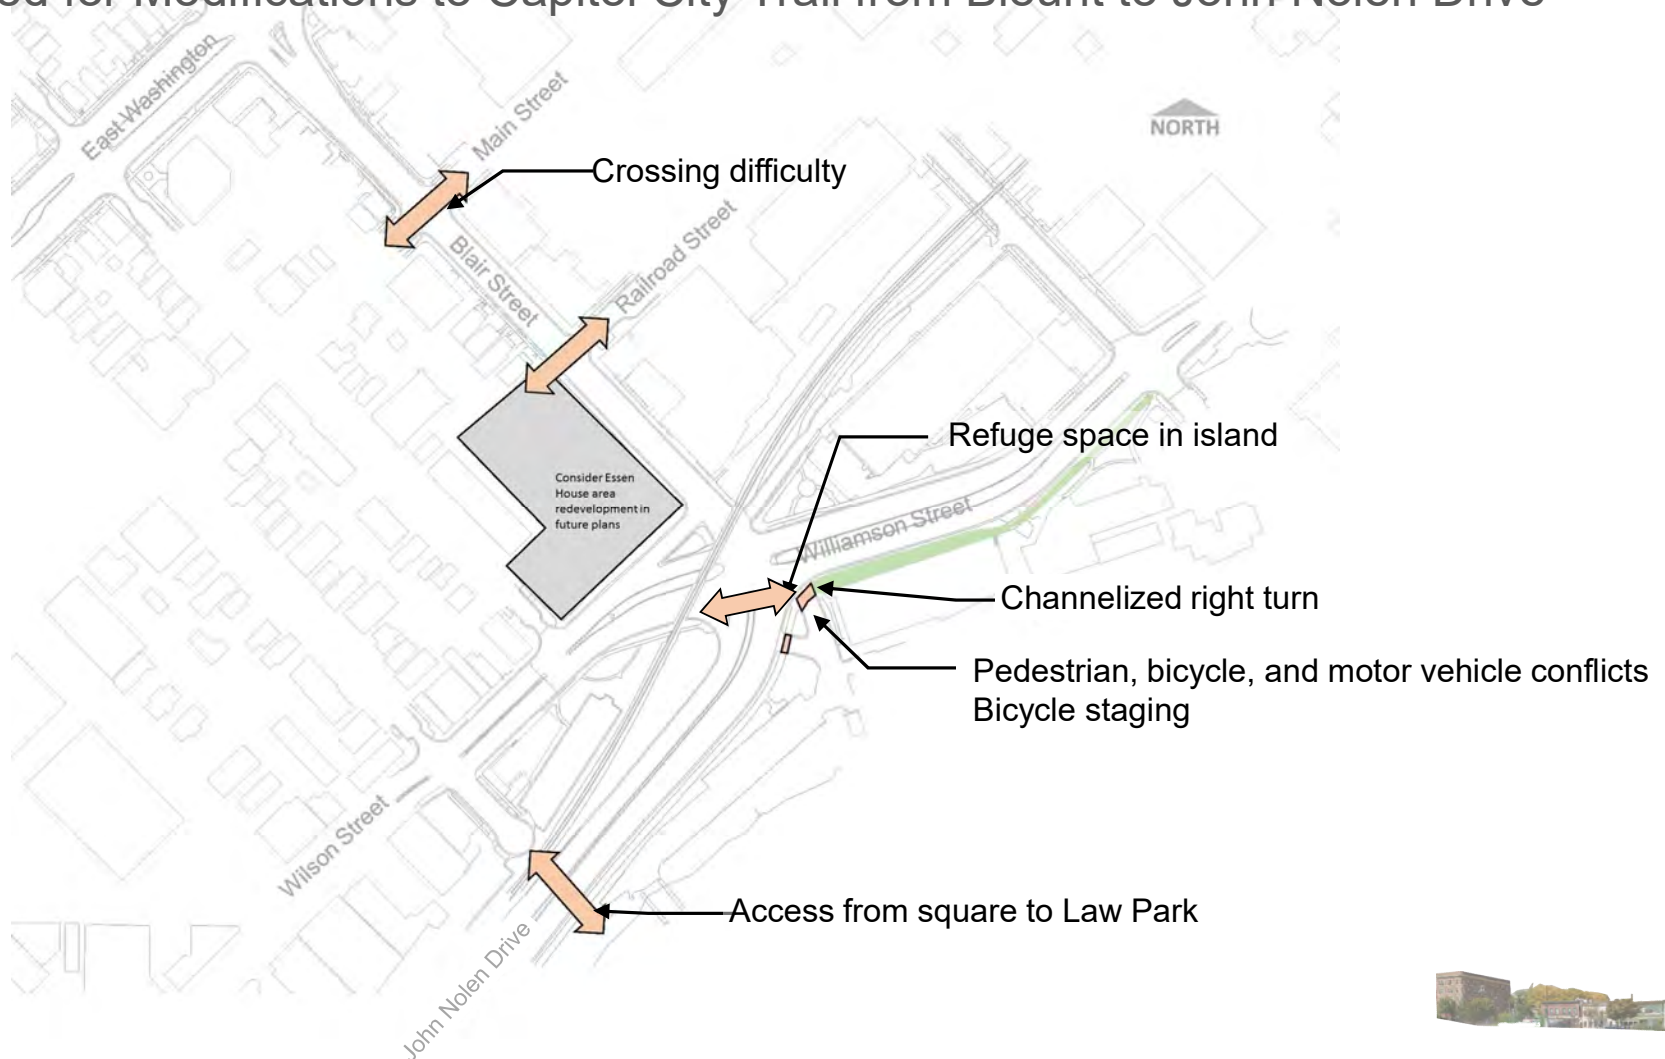 ed for Modifications to Capitol City Trail from Blount to John Nolen Drive
East Washington
Main Street
NORTH
Crossing difficulty
Blair Street
Railroad Street
Refuge space in island
Consider Essen
House area
redevelopment in
future plans
Williamson Street
Channelized right turn
Pedestrian, bicycle, and motor vehicle conflicts
Bicycle staging
Wilson Street
Access from square to Law Park
John Nolen Drive